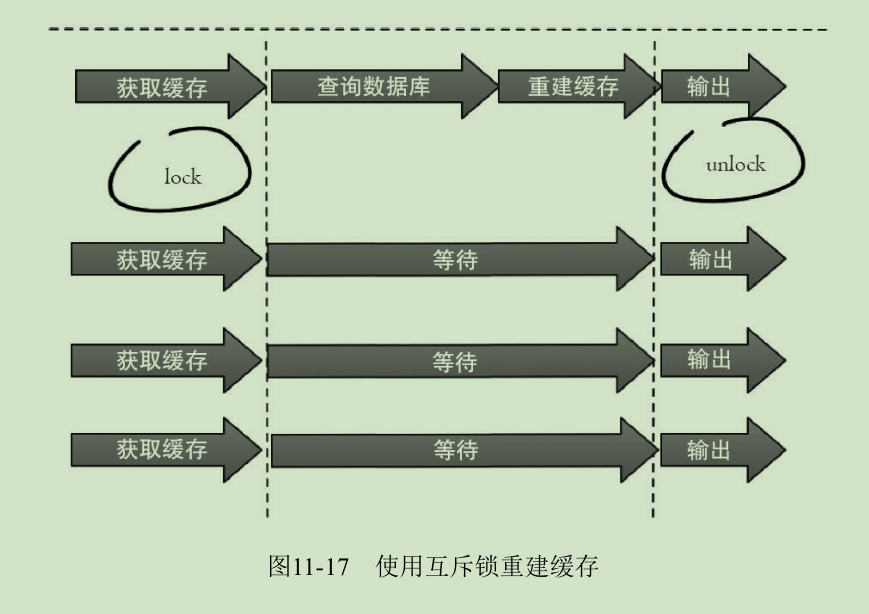 获取缓存 查询数据库 重建缓存 输出
lock unlock
获取缓存 等待 输出
获取缓存 等待 输出
获取缓存 等待 输出
图11-17 使用互斥锁重建缓存